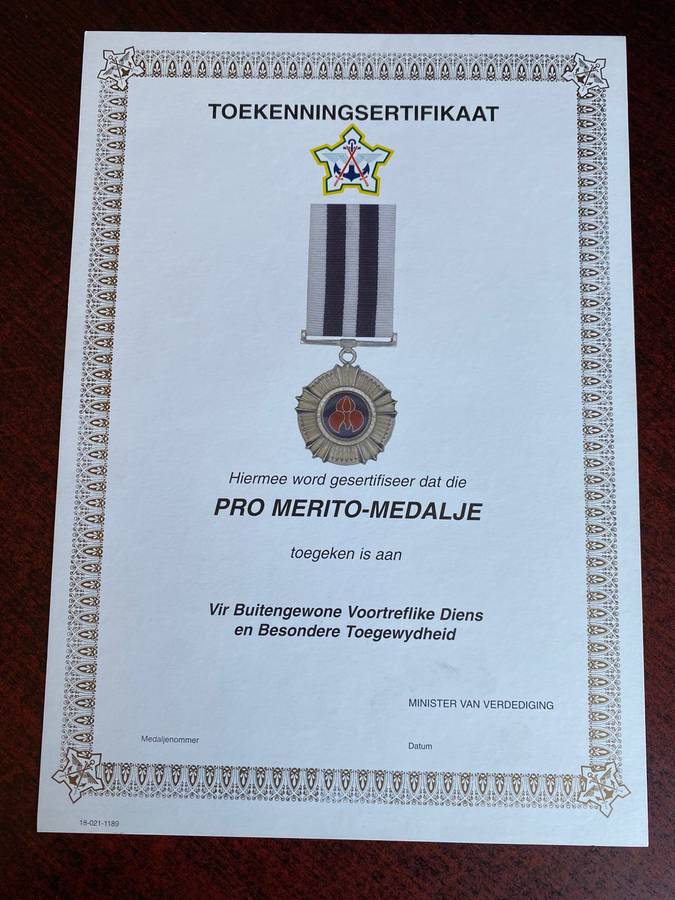 TOEKENNINGSERTIFIKAAT
Hiermee word gesertifiseer dat die
PRO MERITO-MEDALJE
toegeken is aan
Vir Buitengewone Voortreflike Diens
en Besondere Toegewydheid
MINISTER VAN VERDEDIGING
Medaljenommer
Datum
18-021-1189